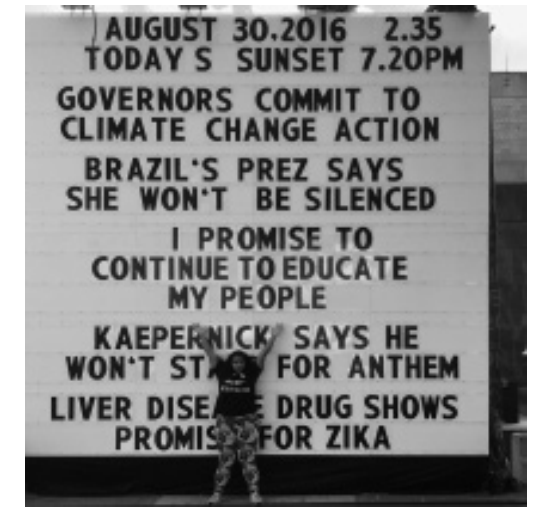 AUGUST 30.2016 2.35
TODAY S SUNSET 7.20PM
GOVERNORS COMMIT TO
CLIMATE CHANGE ACTION
BRAZIL'S PREZ SAYS
SHE WON'T BE SILENCED
I PROMISE TO
CONTINUE TO EDUCATE
MY PEOPLE
KAEPERNICK SAYS HE
WON'T FOR ANTHEM
LIVER DRUG SHOWS
FOR ZIKA